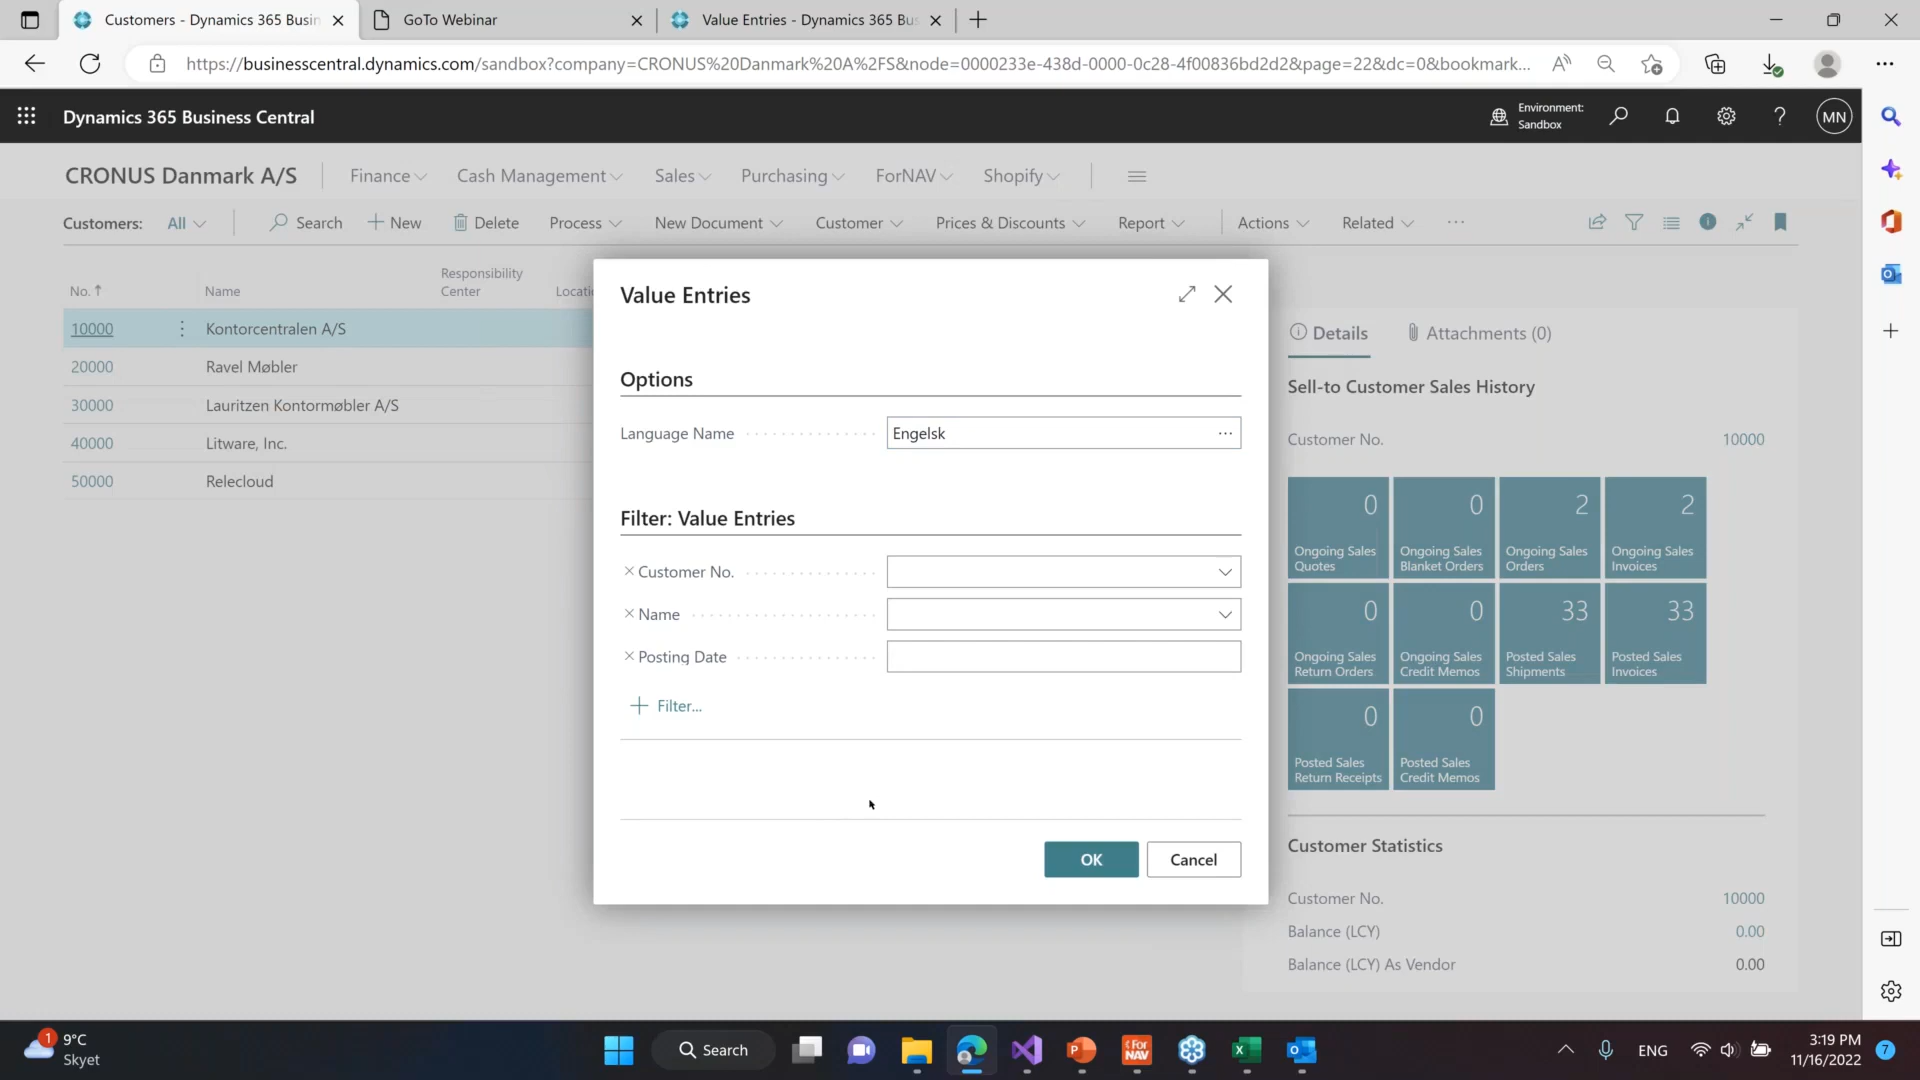 Customers - Dynamics 365 Busin
GoTo Webinar
Value Entries - Dynamics 365 Bus
https://businesscentral.dynamics.com/sandbox?company=CRONUS%20Danmark%20A%2FS&node=0000233e-438d-0000-0c28-4f00836bd2d2&page=22&dc=0&bookmark...
Dynamics 365 Business Central
Environment:
Sandbox
MN
CRONUS Danmark A/S
Finance
Cash Management
Sales
Purchasing
ForNAV
Shopify
Customers:
All
Search
New
Delete
Process
New Document
Customer
Prices & Discounts
Report
Actions
Related
No. ↑
Name
Responsibility
Center
Locati
10000
Kontorcentralen A/S
20000
Ravel Møbler
30000
Lauritzen Kontormøbler A/S
40000
Litware, Inc.
50000
Relecloud
Value Entries
Options
Language Name
Engelsk
Filter: Value Entries
Customer No.
Name
Posting Date
Filter...
OK
Cancel
Details
Attachments (0)
Sell-to Customer Sales History
Customer No.
10000
0
Ongoing Sales
Quotes
0
Ongoing Sales
Blanket Orders
2
Ongoing Sales
Orders
2
Ongoing Sales
Invoices
0
Ongoing Sales
Return Orders
0
Ongoing Sales
Credit Memos
33
Posted Sales
Shipments
33
Posted Sales
Invoices
0
Posted Sales
Return Receipts
0
Posted Sales
Credit Memos
Customer Statistics
Customer No.
10000
Balance (LCY)
0.00
Balance (LCY) As Vendor
0.00
1
9°C
Skyet
Search
ForNAV
ENG
3:19 PM
11/16/2022
7